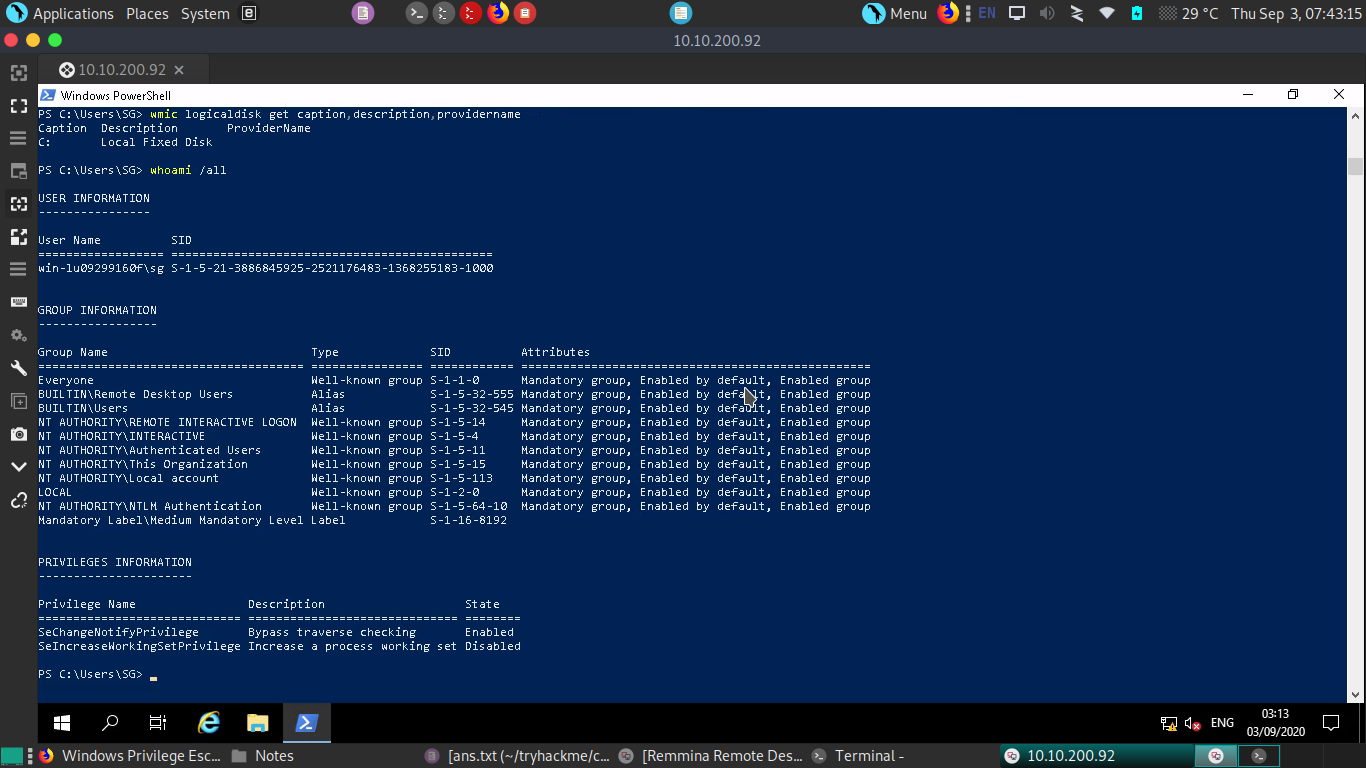 Applications Places System Menu EN 29 °C Thu Sep 3, 07:43:15
10.10.200.92
10.10.200.92
Windows PowerShell
PS C:\Users\SG> wmic logicaldisk get caption,description,providername
Caption Description ProviderName
C: Local Fixed Disk
PS C:\Users\SG> whoami /all
USER INFORMATION
----------------
User Name SID
================== ==============================================
win-lu09299160f\sg S-1-5-21-3886845925-2521176483-1368255183-1000
GROUP INFORMATION
-----------------
Group Name Type SID Attributes
====================================== ================ ============ ==================================================
Everyone Well-known group S-1-1-0 Mandatory group, Enabled by default, Enabled group
BUILTIN\Remote Desktop Users Alias S-1-5-32-555 Mandatory group, Enabled by default, Enabled group
BUILTIN\Users Alias S-1-5-32-545 Mandatory group, Enabled by default, Enabled group
NT AUTHORITY\REMOTE INTERACTIVE LOGON Well-known group S-1-5-14 Mandatory group, Enabled by default, Enabled group
NT AUTHORITY\INTERACTIVE Well-known group S-1-5-4 Mandatory group, Enabled by default, Enabled group
NT AUTHORITY\Authenticated Users Well-known group S-1-5-11 Mandatory group, Enabled by default, Enabled group
NT AUTHORITY\This Organization Well-known group S-1-5-15 Mandatory group, Enabled by default, Enabled group
NT AUTHORITY\Local account Well-known group S-1-5-113 Mandatory group, Enabled by default, Enabled group
LOCAL Well-known group S-1-2-0 Mandatory group, Enabled by default, Enabled group
NT AUTHORITY\NTLM Authentication Well-known group S-1-5-64-10 Mandatory group, Enabled by default, Enabled group
Mandatory Label\Medium Mandatory Level Label S-1-16-8192
PRIVILEGES INFORMATION
----------------------
Privilege Name Description State
============================= ============================== ========
SeChangeNotifyPrivilege Bypass traverse checking Enabled
SeIncreaseWorkingSetPrivilege Increase a process working set Disabled
PS C:\Users\SG>
ENG 03:13
03/09/2020
Windows Privilege Esc... Notes [ans.txt (~/tryhackme/c... [Remmina Remote Des... Terminal - 10.10.200.92